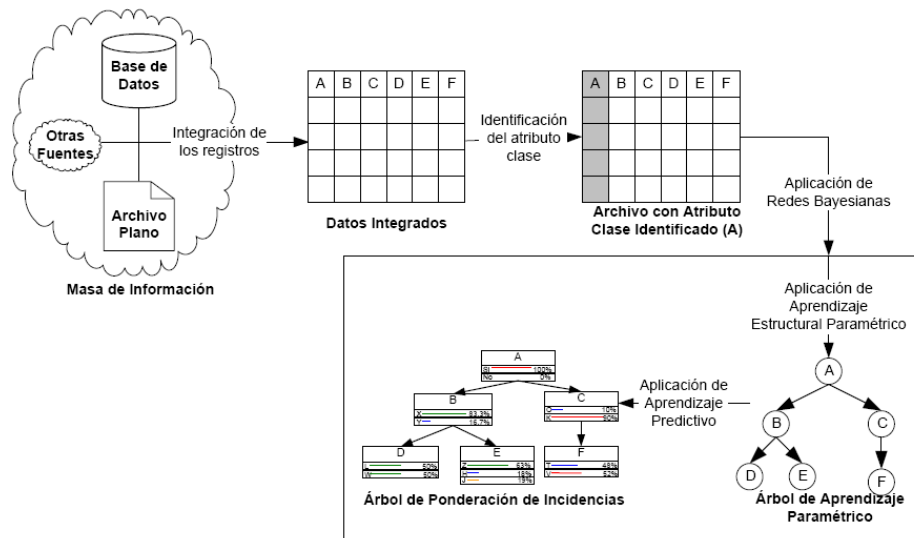 Base de
Datos
Otras
Fuentes
Archivo
Plano
Masa de Información
Integración de
los registros
A B C D E F
Datos Integrados
Identificación
del atributo
clase
A B C D E F
Archivo con Atributo
Clase Identificado (A)
Aplicación de
Redes Bayesianas
Aplicación de
Aprendizaje
Estructural Paramétrico
A
B
C
D
E
F
Árbol de Aprendizaje
Paramétrico
Aplicación de
Aprendizaje
Predictivo
A
Si 100%
No 0%
B
X 83,3%
Y 16,7%
C
K 90%
10%
D
L 50%
W 50%
E
Z 63%
18%
J 19%
F
T 48%
V 52%
Árbol de Ponderación de Incidencias